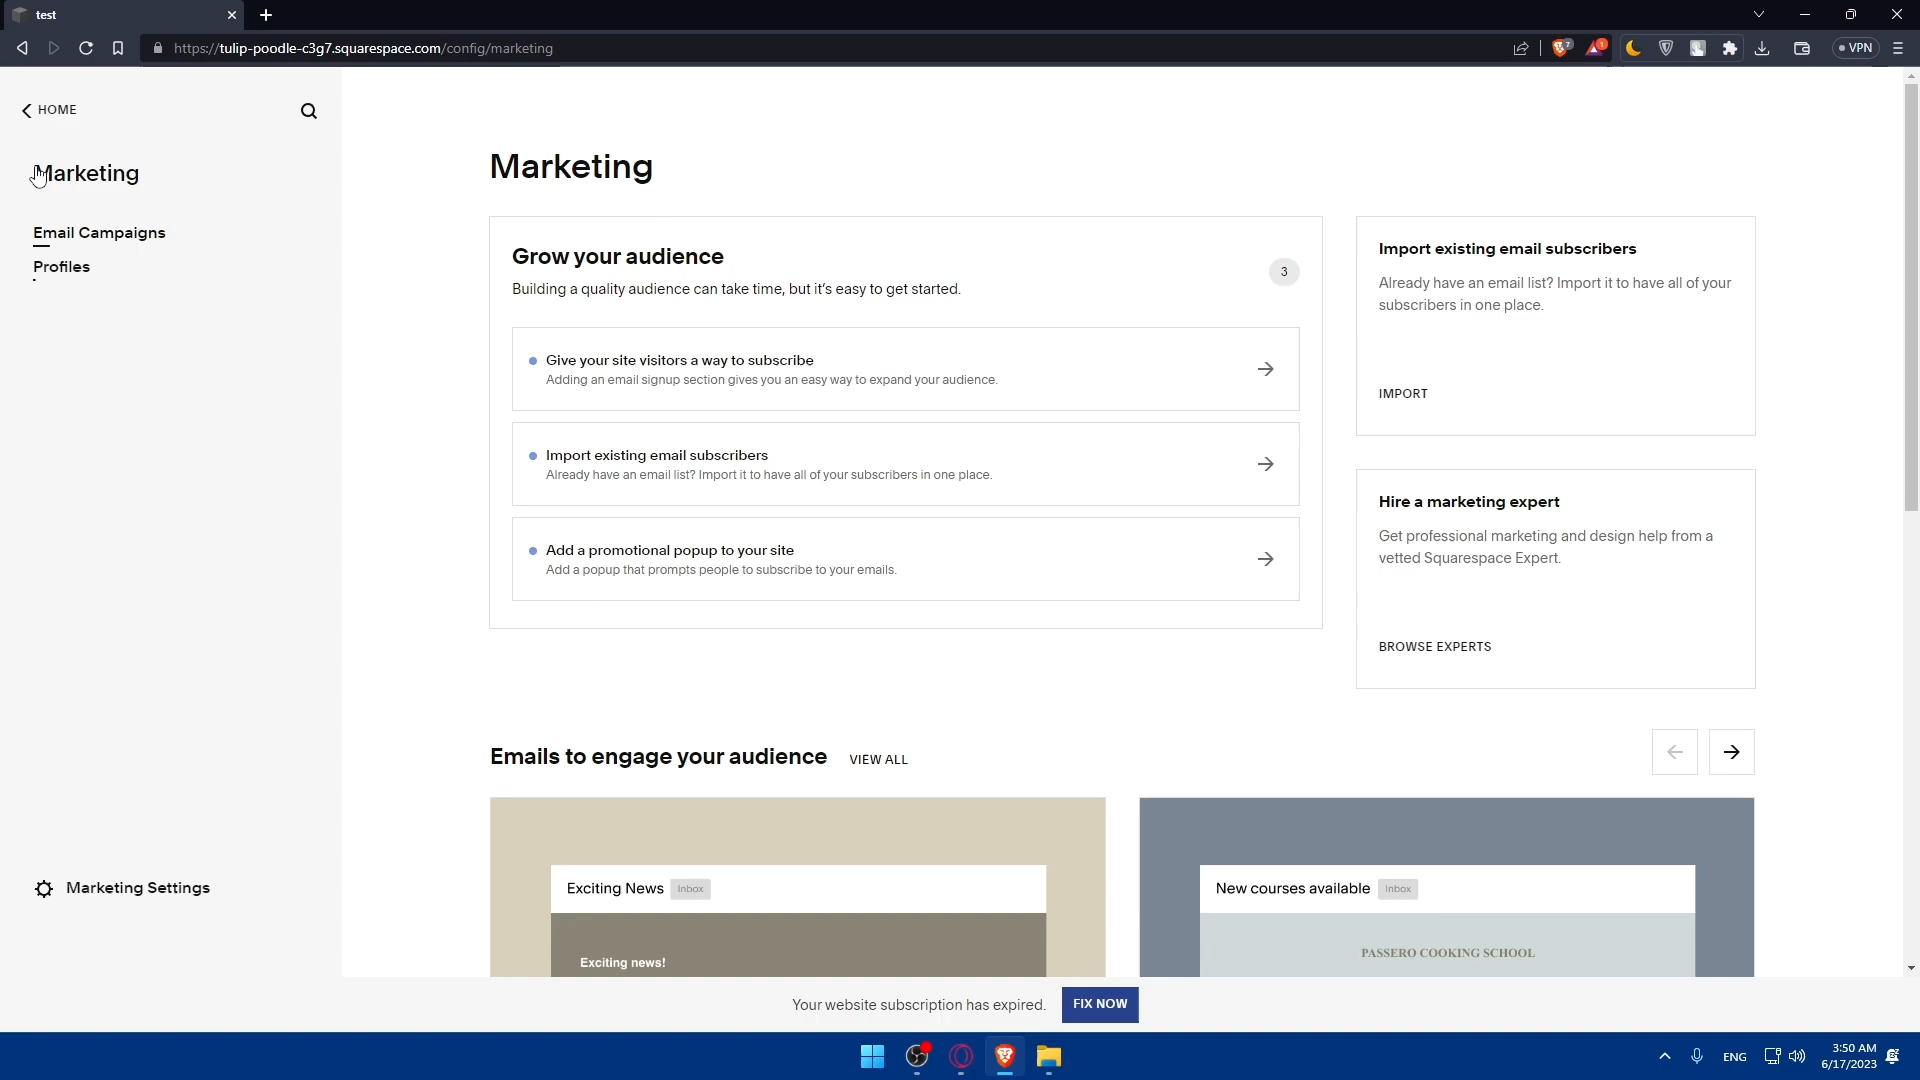 test
https://tulip-poodle-c3g7.squarespace.com/config/marketing
7
1
VPN
HOME
Marketing
Email Campaigns
Profiles
Marketing Settings
Marketing
Grow your audience
Building a quality audience can take time, but it's easy to get started.
3
Give your site visitors a way to subscribe
Adding an email signup section gives you an easy way to expand your audience.
Import existing email subscribers
Already have an email list? Import it to have all of your subscribers in one place.
Add a promotional popup to your site
Add a popup that prompts people to subscribe to your emails.
Import existing email subscribers
Already have an email list? Import it to have all of your
subscribers in one place.
IMPORT
Hire a marketing expert
Get professional marketing and design help from a
vetted Squarespace Expert.
BROWSE EXPERTS
Emails to engage your audience VIEW ALL
Exciting News Inbox
Exciting news!
New courses available Inbox
PASSERO COOKING SCHOOL
Your website subscription has expired. FIX NOW
ENG
3:50 AM
6/17/2023